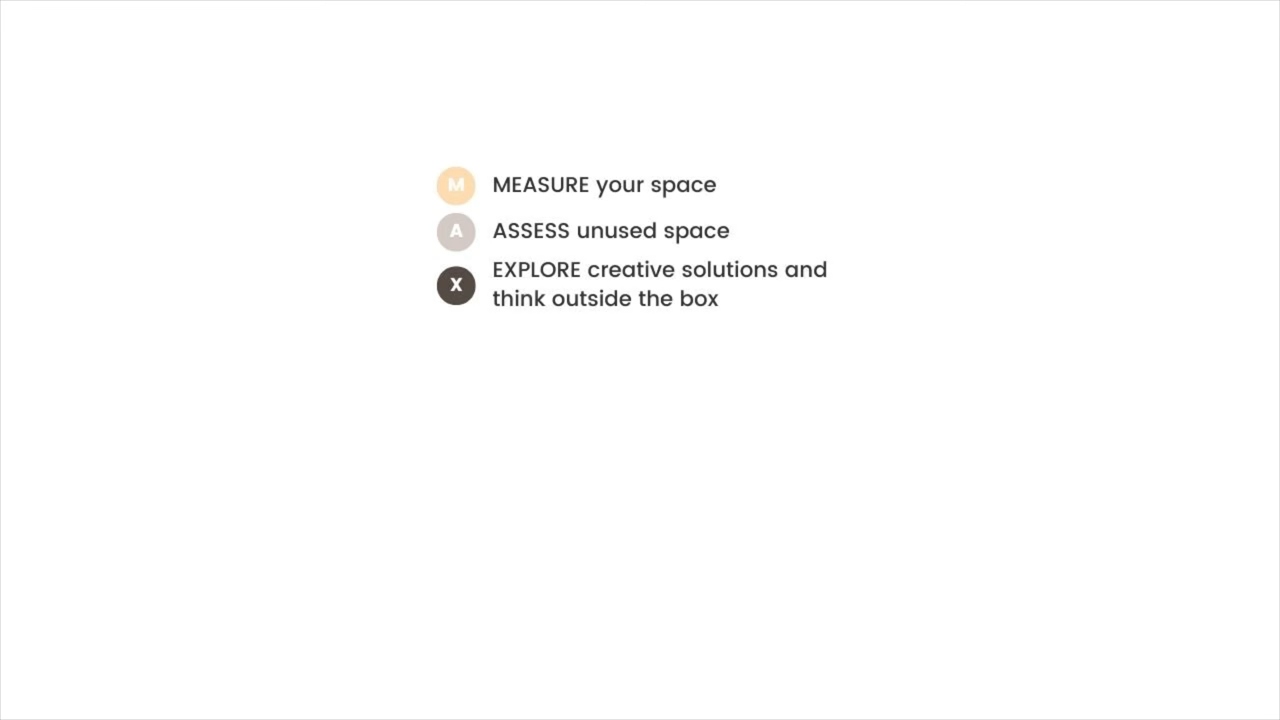 M MEASURE your space
A ASSESS unused space
X EXPLORE creative solutions and
think outside the box